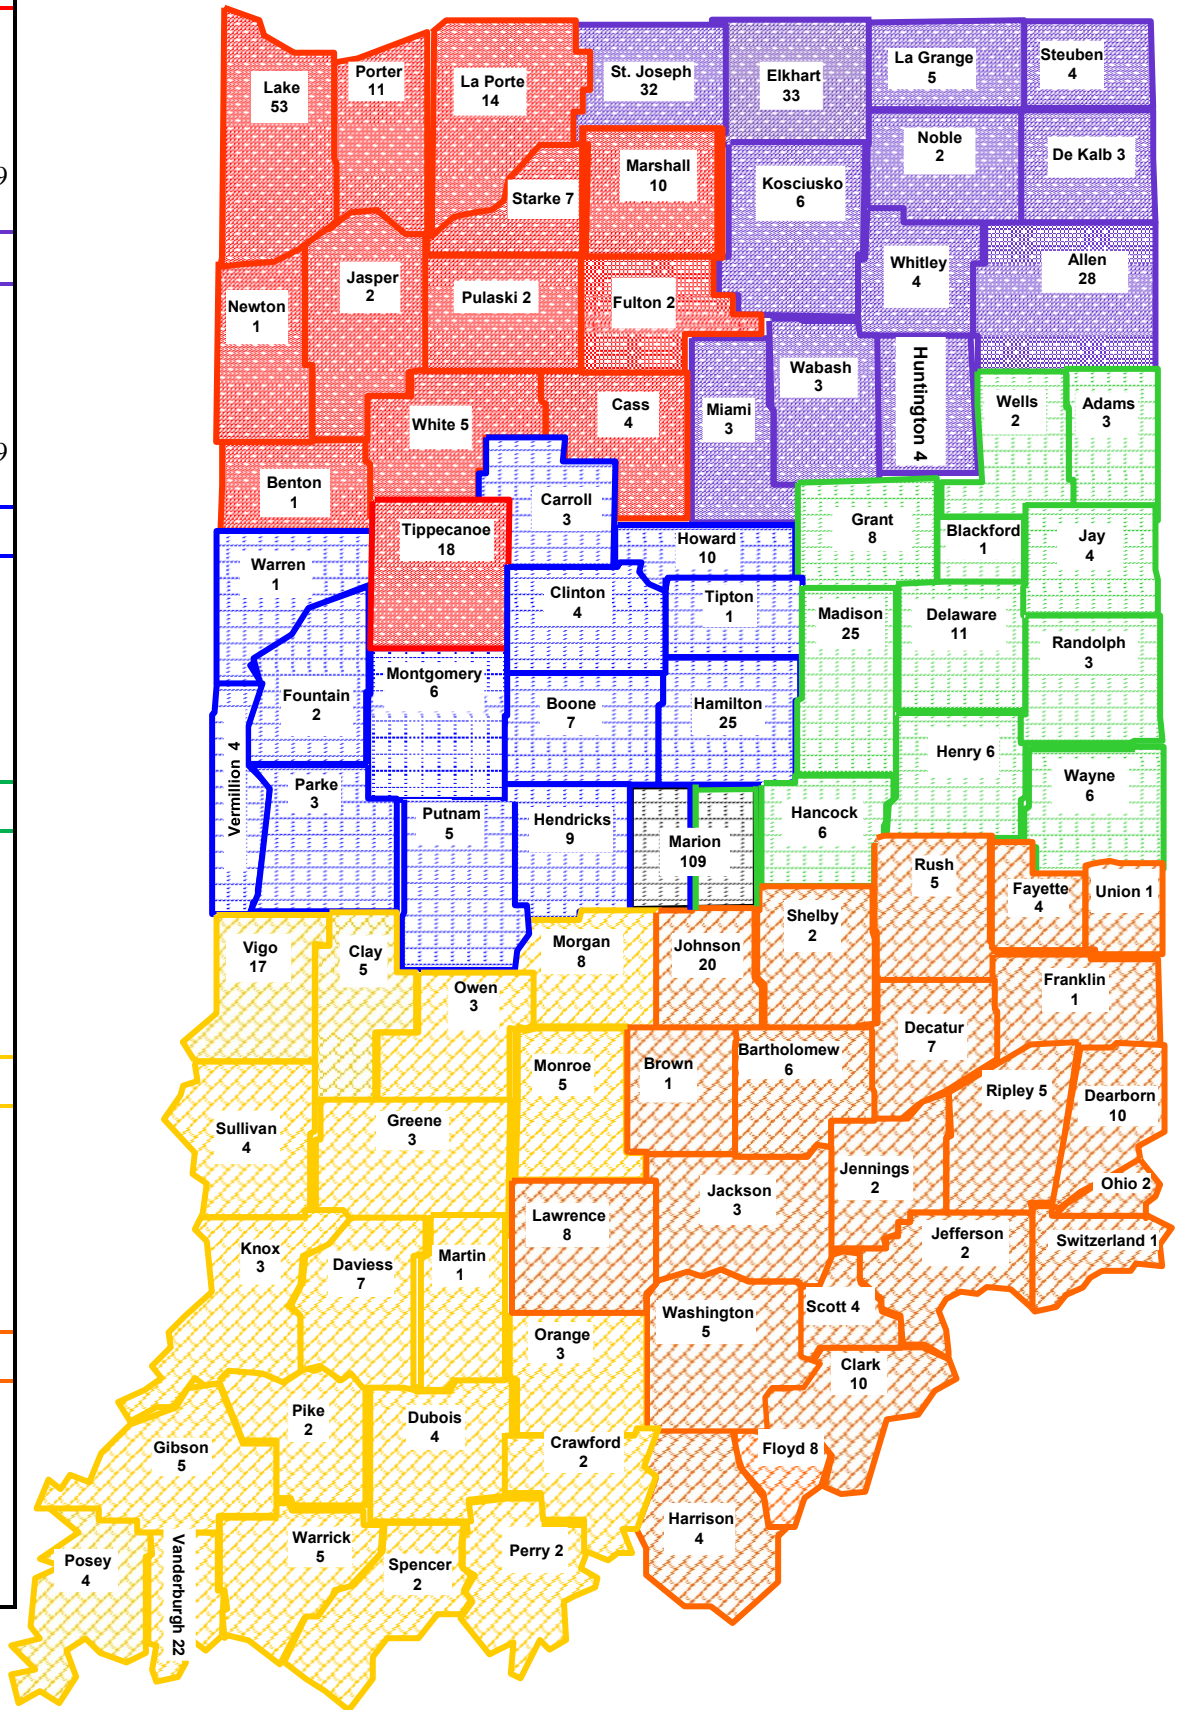 Lake
53
Porter
11
La Porte
14
St. Joseph
32
Elkhart
33
La Grange
5
Steuben
4
9
Starke 7
Marshall
10
Kosciusko
6
Noble
2
De Kalb 3
Newton
1
Jasper
2
Pulaski 2
Fulton 2
Whitley
4
Allen
28
White 5
Cass
4
Miami
3
Wabash
3
Huntington 4
Wells
2
Adams
3
9
Benton
1
Tippecanoe
18
Carroll
3
Howard
10
Grant
8
Blackford
1
Jay
4
Warren
1
Clinton
4
Tipton
1
Madison
25
Delaware
11
Randolph
3
Fountain
2
Montgomery
6
Boone
7
Hamilton
25
Henry 6
Vermillion 4
Parke
3
Putnam
5
Hendricks
9
Marion
109
Hancock
6
Wayne
6
Rush
5
Fayette
4
Union 1
Vigo
17
Clay
5
Morgan
8
Johnson
20
Shelby
2
Owen
3
Franklin
1
Decatur
7
Monroe
5
Brown
1
Bartholomew
6
Ripley 5
Dearborn
10
Sullivan
4
Greene
3
Jackson
3
Jennings
2
Ohio 2
Lawrence
8
Jefferson
2
Switzerland 1
Knox
3
Daviess
7
Martin
1
Orange
3
Washington
5
Scott 4
Clark
10
Pike
2
Dubois
4
Crawford
2
Floyd 8
Gibson
5
Harrison
4
Posey
4
Vanderburgh 22
Warrick
5
Spencer
2
Perry 2